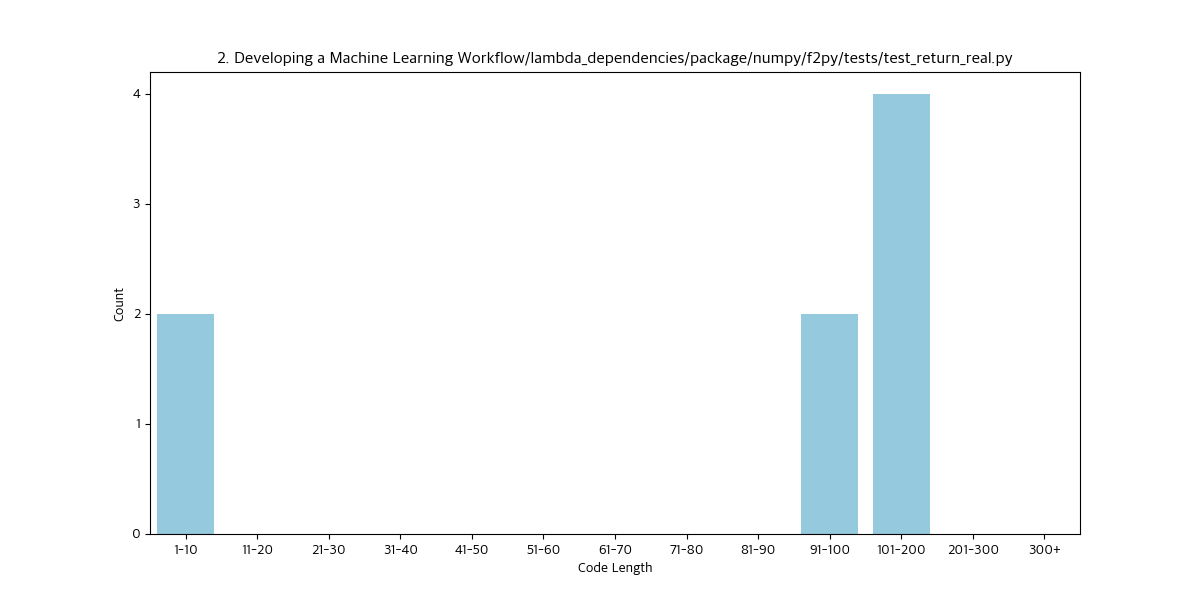 2. Developing a Machine Learning Workflow/lambda_dependencies/package/numpy/f2py/tests/test_return_real.py
4
3
2
1
0
Count
1-10 11-20 21-30 31-40 41-50 51-60 61-70 71-80 81-90 91-100 101-200 201-300 300+
Code Length